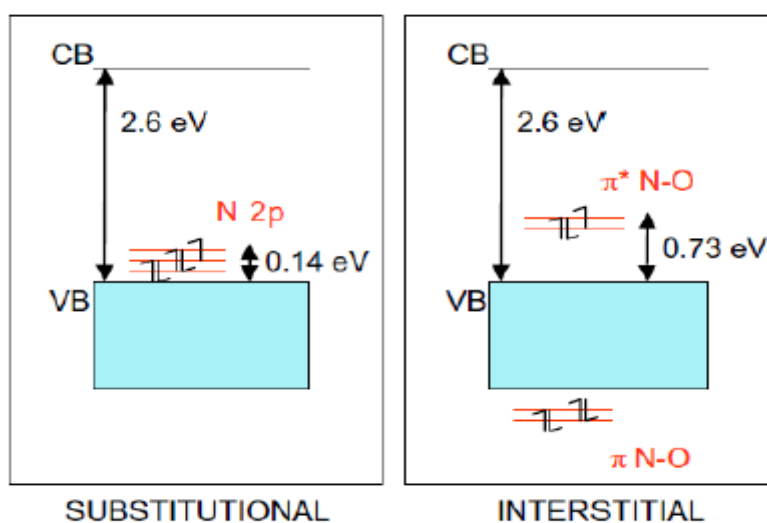 CB
2.6 eV
N 2p
0.14 eV
VB
SUBSTITUTIONAL
CB
2.6 eV'
π* N-O
0.73 eV
VB
π N-O
INTERSTITIAL